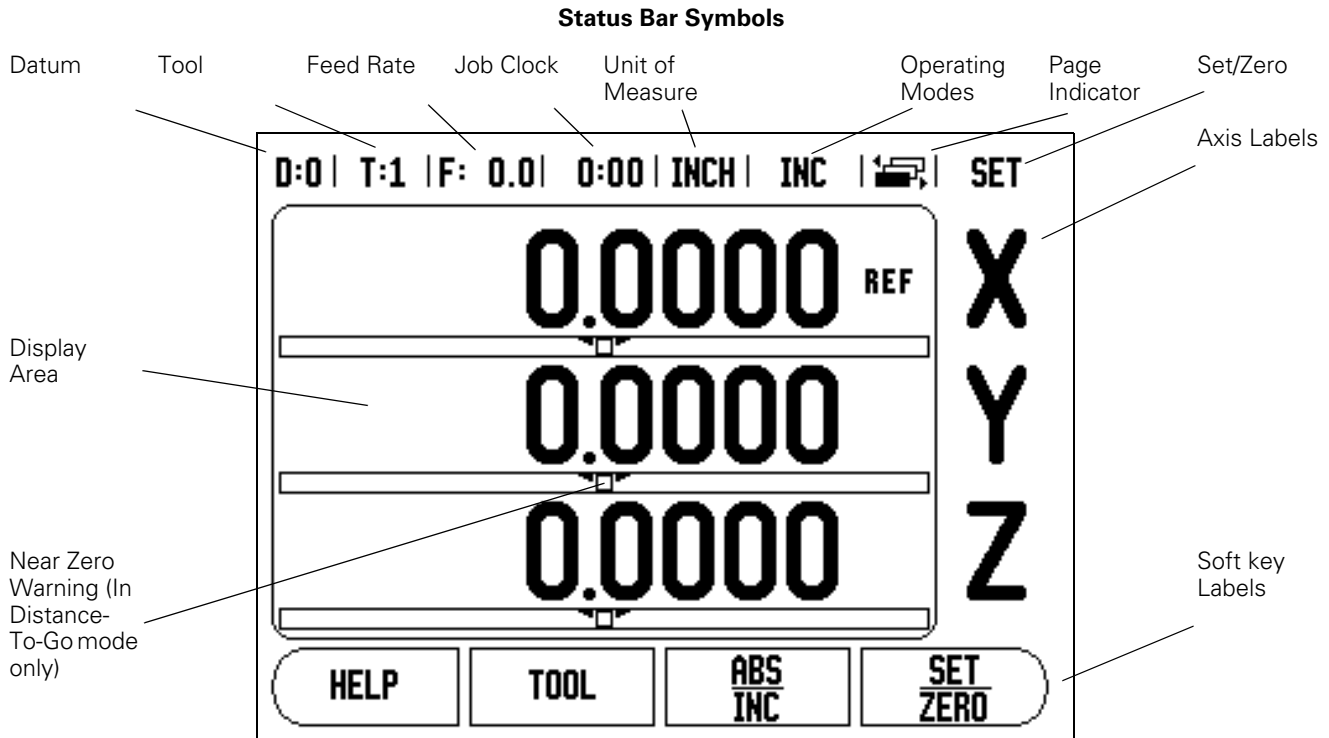 Status Bar Symbols
Datum
Tool
Feed Rate
Job Clock
Unit of
Measure
Operating
Modes
Page
Indicator
Set/Zero
Axis Labels
D:0 | T:1 | F: 0.0 | 0:00 | INCH | INC | | SET
0.0000 REF X
Display
Area
0.0000 Y
0.0000 Z
Near Zero
Warning (In
Distance-
To-Go mode
only)
Soft key
Labels
HELP
TOOL
ABS
INC
SET
ZERO